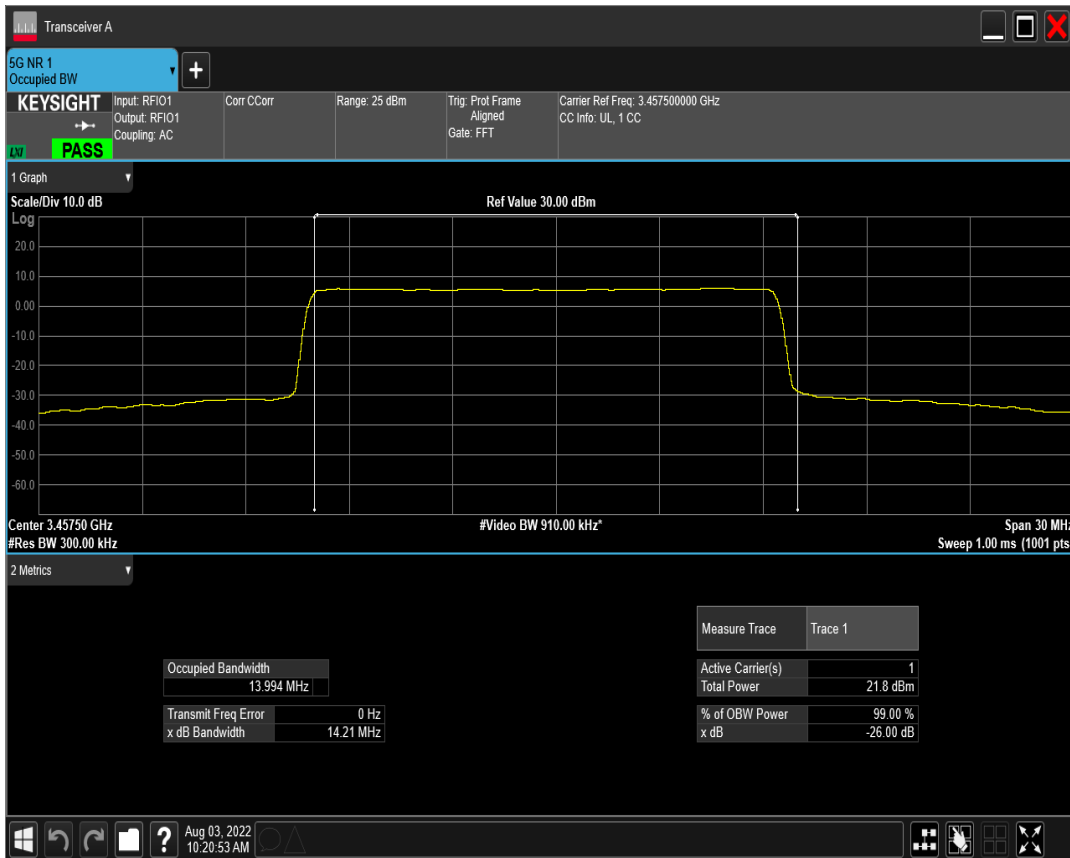 Transceiver A
5G NR 1
Occupied BW
KEYSIGHT
LXI
PASS
Input: RFIO1
Output: RFIO1
Coupling: AC
Corr CCorr
Range: 25 dBm
Trig: Prot Frame
Aligned
Gate: FFT
Carrier Ref Freq: 3.457500000 GHz
CC Info: UL, 1 CC
1 Graph
Scale/Div 10.0 dB
Ref Value 30.00 dBm
Log
20.0
10.0
0.00
-10.0
-20.0
-30.0
-40.0
-50.0
-60.0
Center 3.45750 GHz
#Video BW 910.00 kHz*
Span 30 MHz
#Res BW 300.00 kHz
Sweep 1.00 ms (1001 pts
2 Metrics
Measure Trace Trace 1
Occupied Bandwidth
13.994 MHz
Transmit Freq Error 0 Hz
x dB Bandwidth 14.21 MHz
Active Carrier(s) 1
Total Power 21.8 dBm
% of OBW Power 99.00 %
x dB -26.00 dB
?
Aug 03, 2022
10:20:53 AM